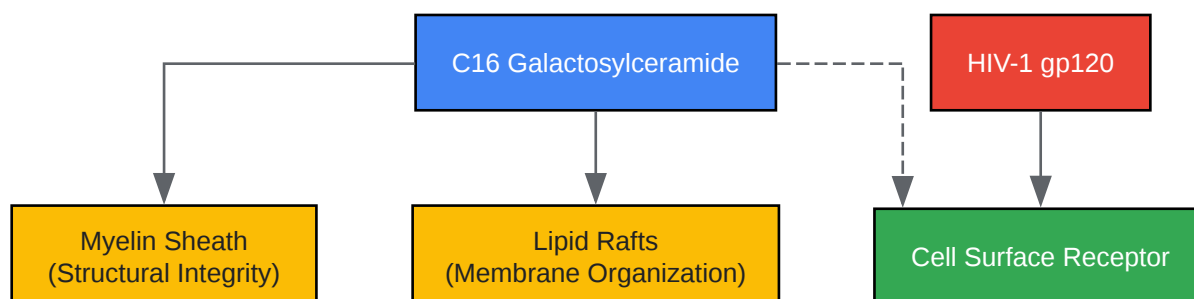 C16 Galactosylceramide
HIV-1 gp120
Myelin Sheath
(Structural Integrity)
Lipid Rafts
(Membrane Organization)
Cell Surface Receptor